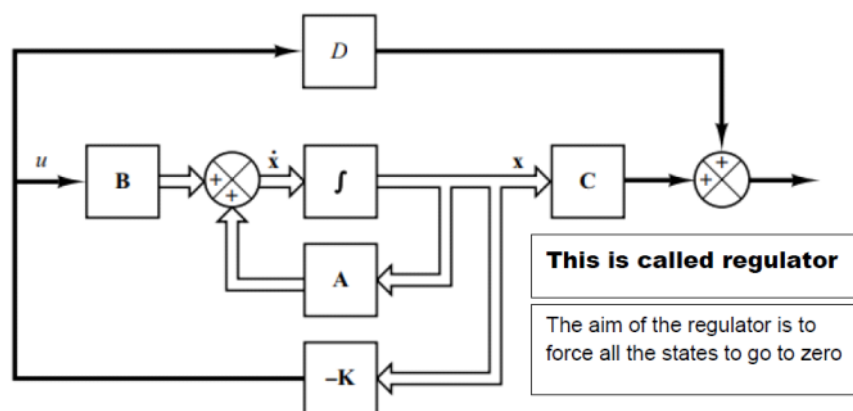 D
u
B
+
+
ẋ
∫
x
C
+
+
A
–K
This is called regulator
The aim of the regulator is to
force all the states to go to zero